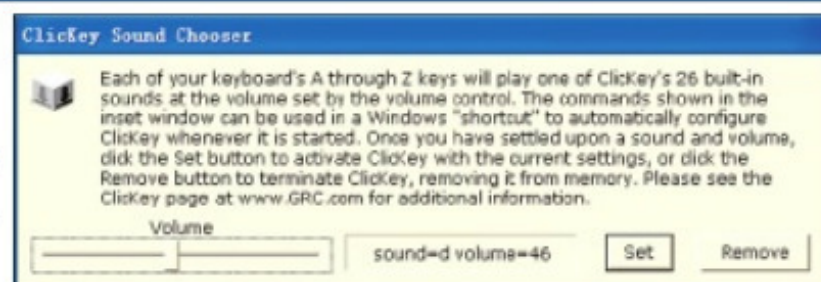 ClicKey Sound Chooser
Each of your keyboard's A through Z keys will play one of ClicKey's 26 built-in
sounds at the volume set by the volume control. The commands shown in the
inset window can be used in a Windows "shortcut" to automatically configure
ClicKey whenever it is started. Once you have settled upon a sound and volume,
click the Set button to activate ClicKey with the current settings, or click the
Remove button to terminate ClicKey, removing it from memory. Please see the
ClicKey page at www.GRC.com for additional information.
Volume
sound=d volume=46
Set
Remove